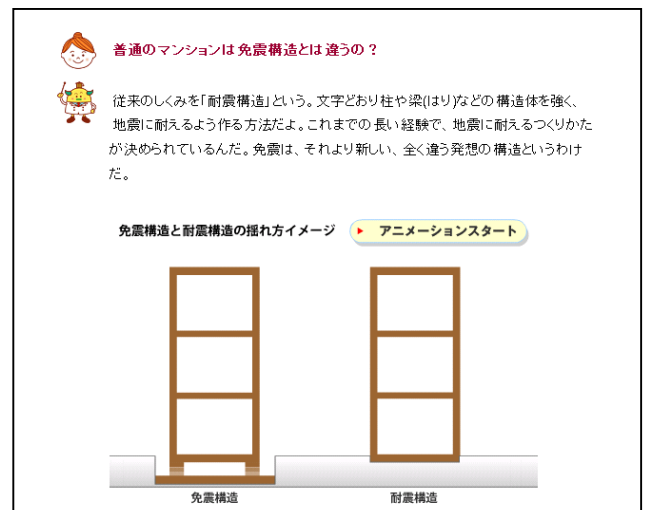 普通のマンションは免震構造とは違うの？
従来のしくみを「耐震構造」という。文字どおり柱や梁(はり)などの構造体を強く、
地震に耐えるよう作る方法だよ。これまでの長い経験で、地震に耐えるつくりかた
が決められているんだ。免震は、それより新しい、全く違う発想の構造というわけ
だ。
免震構造と耐震構造の揺れ方イメージ アニメーションスタート
免震構造 耐震構造